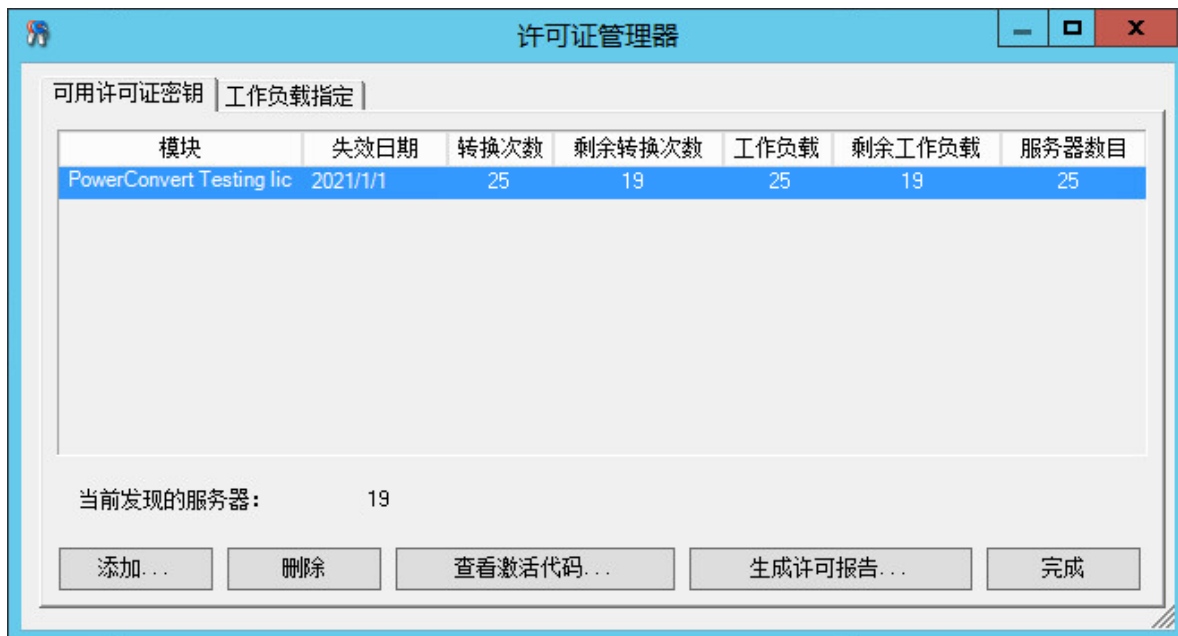 许可证管理器
可用许可证密钥 工作负载指定
模块 失效日期 转换次数 剩余转换次数 工作负载 剩余工作负载 服务器数目
PowerConvert Testing lic 2021/1/1 25 19 25 19 25
当前发现的服务器: 19
添加... 删除 查看激活代码... 生成许可报告... 完成